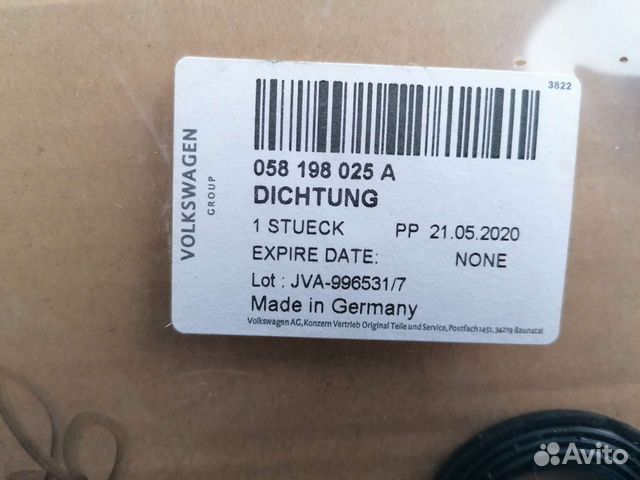 3822
VOLKSWAGEN
GROUP
058 198 025 A
DICHTUNG
1 STUECK PP 21.05.2020
EXPIRE DATE: NONE
Lot : JVA-996531/7
Made in Germany
Volkswagen AG, Konzern Vertrieb Original Teile und Service, Postfach 1451, 34219 Baunatal
Avito